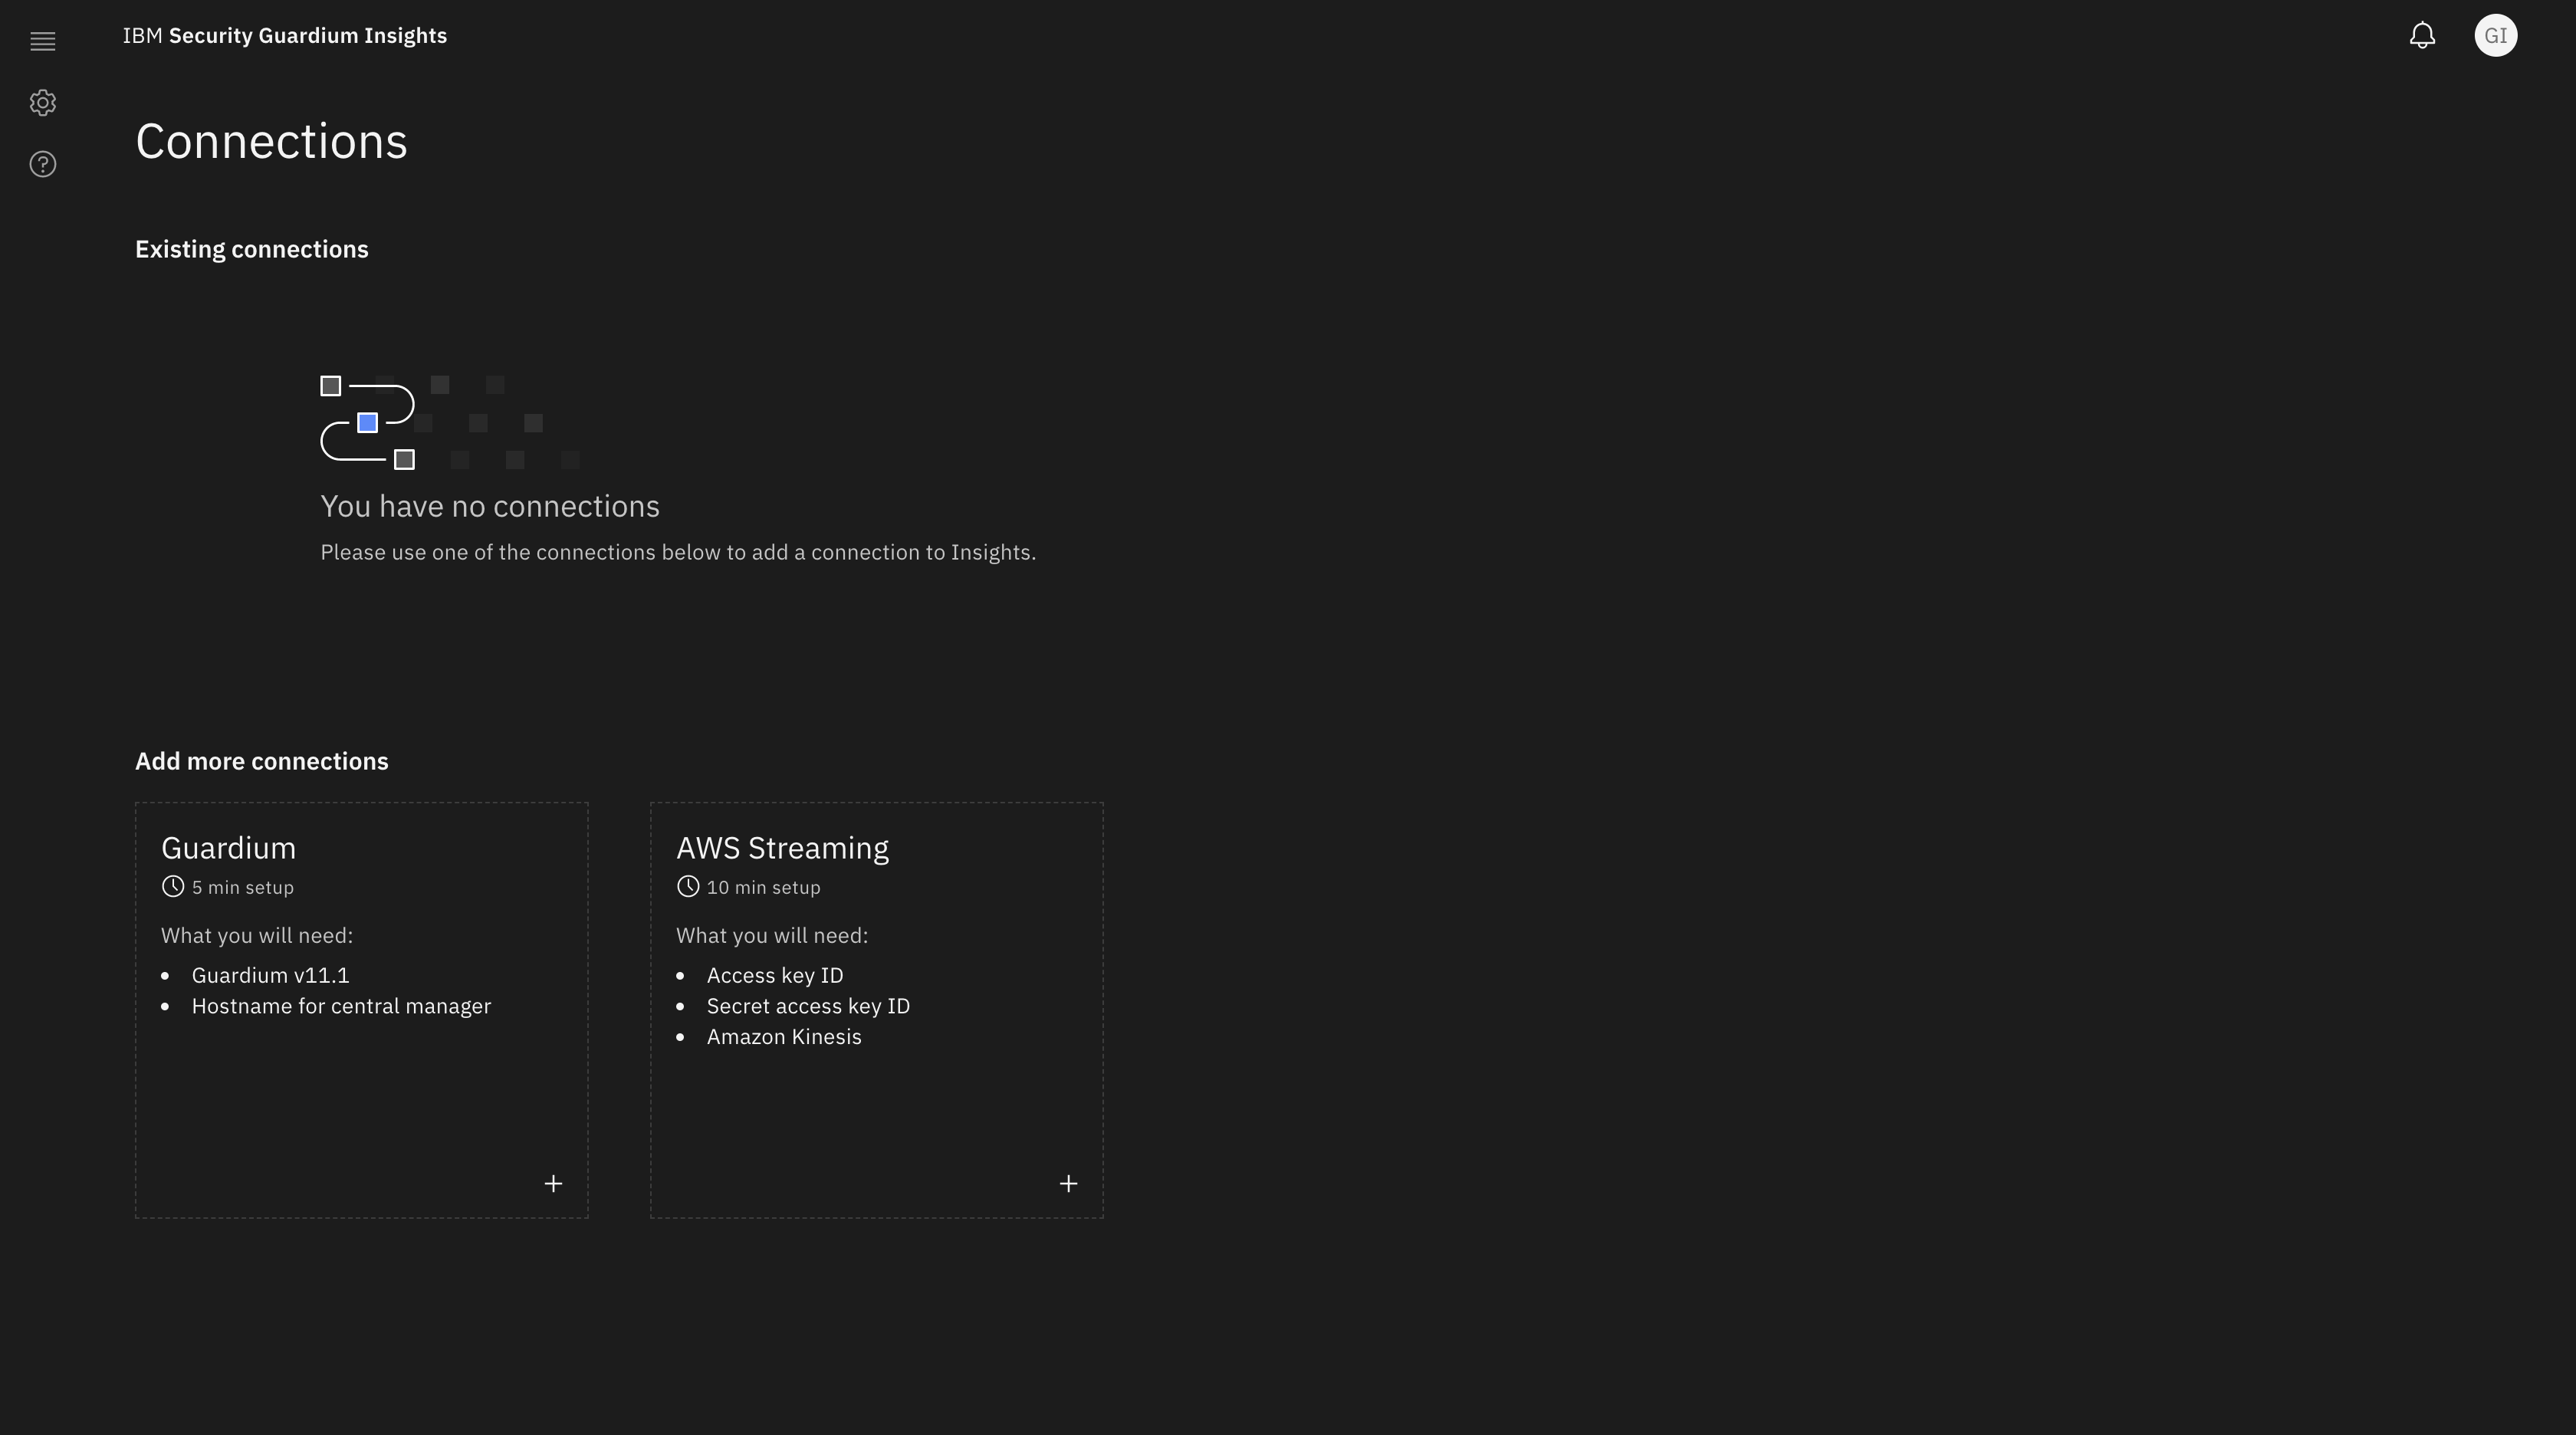 IBM Security Guardium Insights
GI
Connections
Existing connections
You have no connections
Please use one of the connections below to add a connection to Insights.
Add more connections
Guardium
5 min setup
What you will need:
Guardium v11.1
Hostname for central manager
AWS Streaming
10 min setup
What you will need:
Access key ID
Secret access key ID
Amazon Kinesis